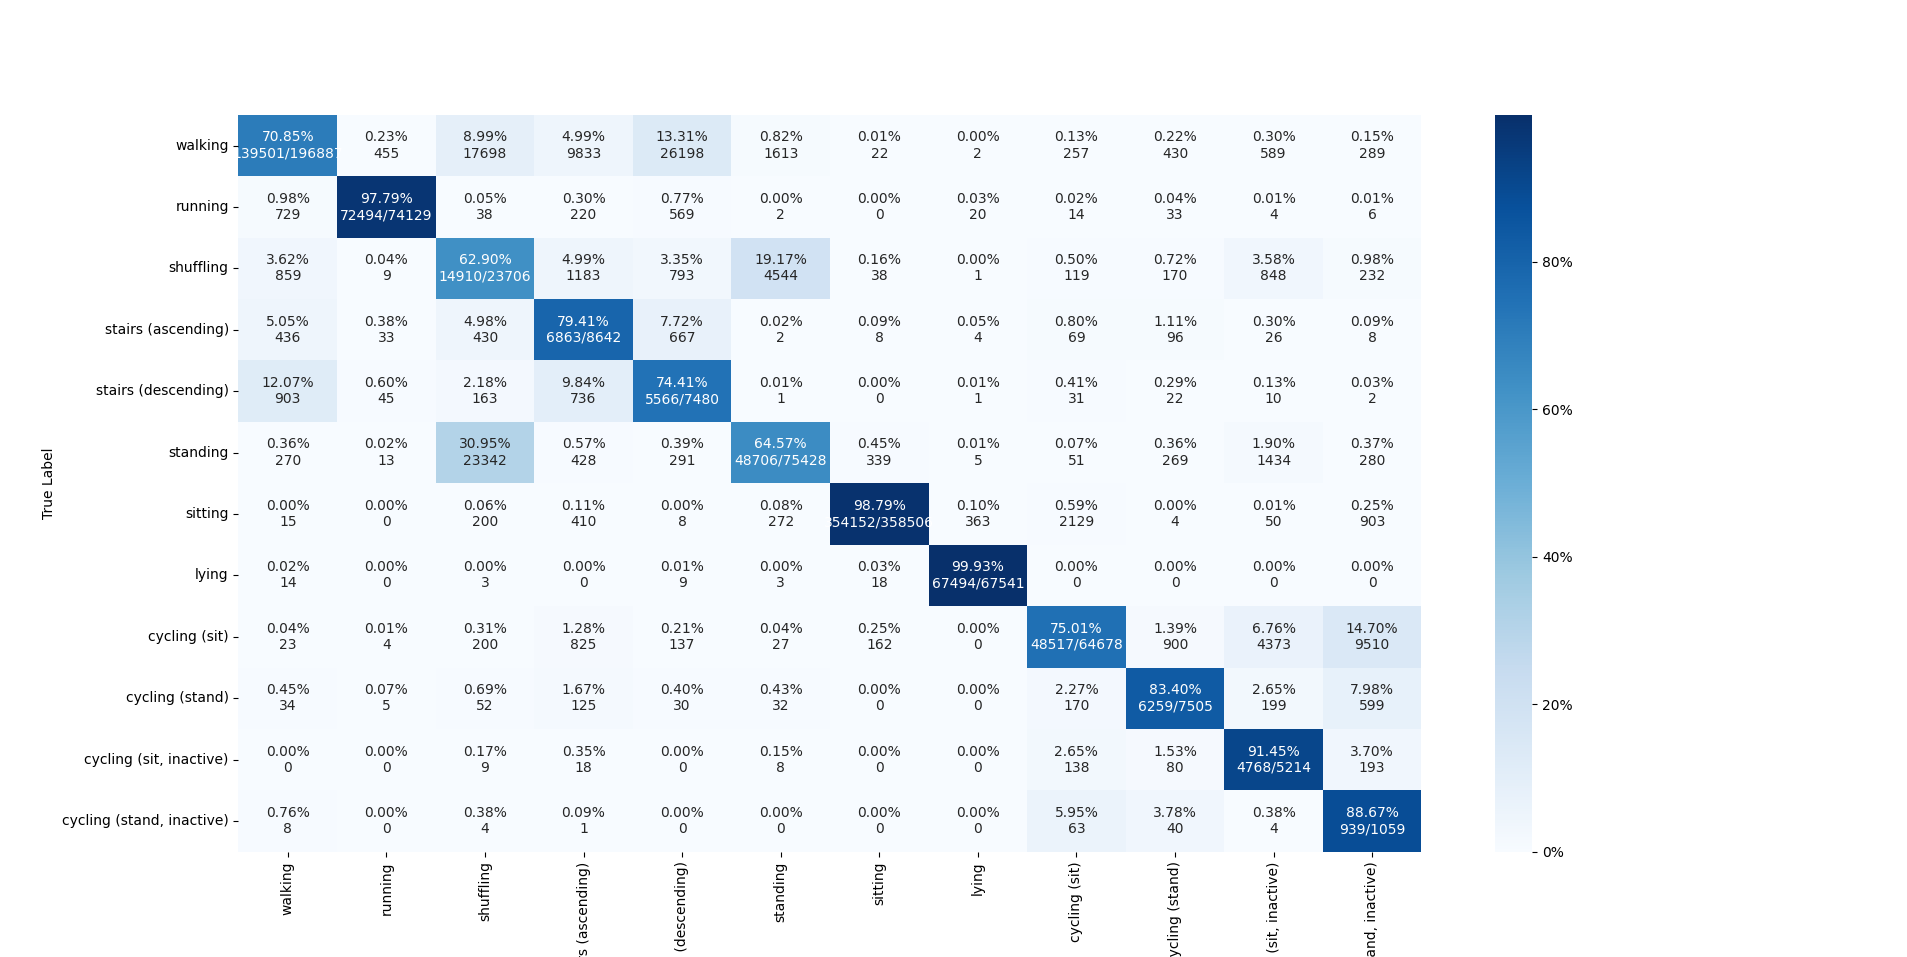 walking
70.85% 0.23% 8.99% 4.99% 13.31% 0.82% 0.01% 0.00% 0.13% 0.22% 0.30% 0.15%
139501/196887 455 17698 9833 26198 1613 22 2 257 430 589 289
running
0.98% 97.79% 0.05% 0.30% 0.77% 0.00% 0.00% 0.03% 0.02% 0.04% 0.01% 0.01%
729 72494/74129 38 220 569 2 0 20 14 33 4 6
shuffling
3.62% 0.04% 62.90% 4.99% 3.35% 19.17% 0.16% 0.00% 0.50% 0.72% 3.58% 0.98%
859 9 14910/23706 1183 793 4544 38 1 119 170 848 232
stairs (ascending)
5.05% 0.38% 4.98% 79.41% 7.72% 0.02% 0.09% 0.05% 0.80% 1.11% 0.30% 0.09%
436 33 430 6863/8642 667 2 8 4 69 96 26 8
stairs (descending)
12.07% 0.60% 2.18% 9.84% 74.41% 0.01% 0.00% 0.01% 0.41% 0.29% 0.13% 0.03%
903 45 163 736 5566/7480 1 0 1 31 22 10 2
standing
0.36% 0.02% 30.95% 0.57% 0.39% 64.57% 0.45% 0.01% 0.07% 0.36% 1.90% 0.37%
270 13 23342 428 291 48706/75428 339 5 51 269 1434 280
sitting
0.00% 0.00% 0.06% 0.11% 0.00% 0.08% 98.79% 0.10% 0.59% 0.00% 0.01% 0.25%
15 0 200 410 8 272 354152/358506 363 2129 4 50 903
lying
0.02% 0.00% 0.00% 0.00% 0.01% 0.00% 0.03% 99.93% 0.00% 0.00% 0.00% 0.00%
14 0 3 0 9 3 18 67494/67541 0 0 0 0
cycling (sit)
0.04% 0.01% 0.31% 1.28% 0.21% 0.04% 0.25% 0.00% 75.01% 1.39% 6.76% 14.70%
23 4 200 825 137 27 162 0 48517/64678 900 4373 9510
cycling (stand)
0.45% 0.07% 0.69% 1.67% 0.40% 0.43% 0.00% 0.00% 2.27% 83.40% 2.65% 7.98%
34 5 52 125 30 32 0 0 170 6259/7505 199 599
cycling (sit, inactive)
0.00% 0.00% 0.17% 0.35% 0.00% 0.15% 0.00% 0.00% 2.65% 1.53% 91.45% 3.70%
0 0 9 18 0 8 0 0 138 80 4768/5214 193
cycling (stand, inactive)
0.76% 0.00% 0.38% 0.09% 0.00% 0.00% 0.00% 0.00% 5.95% 3.78% 0.38% 88.67%
8 0 4 1 0 0 0 0 63 40 4 939/1059
True Label
walking
running
shuffling
rs (ascending)
(descending)
standing
sitting
lying
cycling (sit)
ycling (stand)
(sit, inactive)
and, inactive)
80%
60%
40%
20%
0%